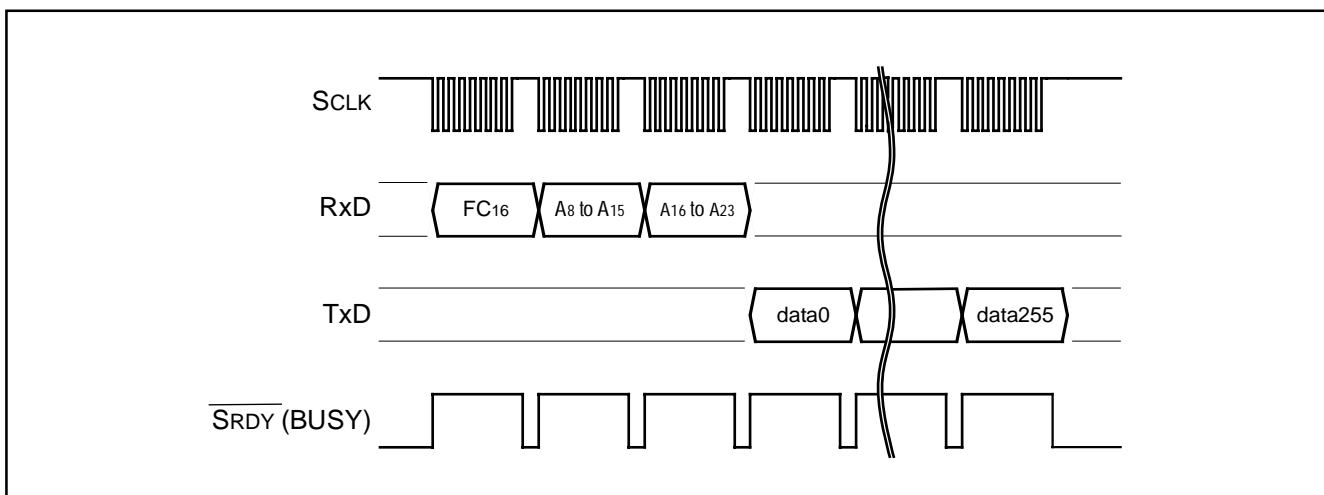 SCLK
RxD
FC16
A8 to A15
A16 to A23
TxD
data0
data255
SRDY (BUSY)